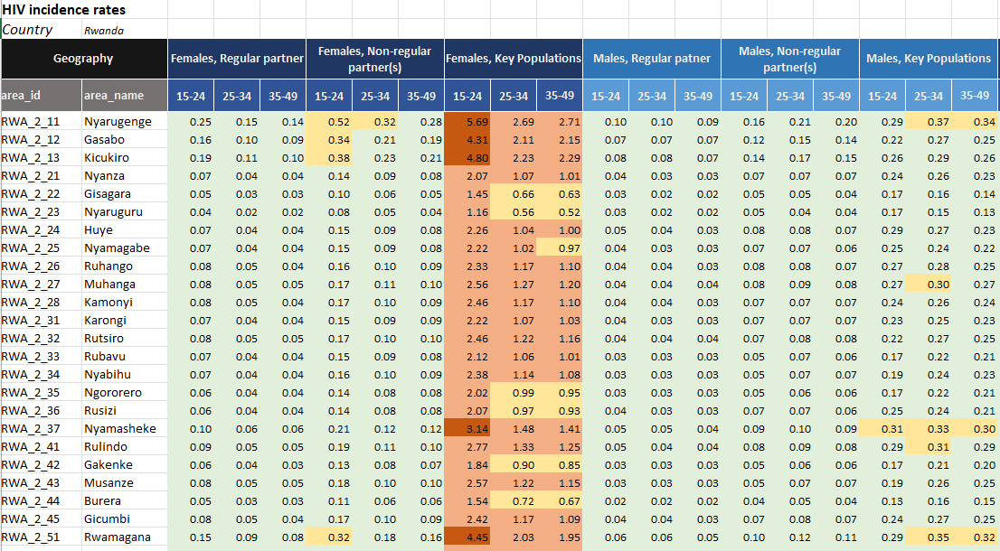 HIV incidence rates
Country Rwanda
Geography Females, Regular partner Females, Non-regular partner(s) Females, Key Populations Males, Regular patner Males, Non-regular partner(s) Males, Key Populations
area_id area_name 15-24 25-34 35-49 15-24 25-34 35-49 15-24 25-34 35-49 15-24 25-34 35-49 15-24 25-34 35-49 15-24 25-34 35-49
RWA_2_11 Nyarugenge 0.25 0.15 0.14 0.52 0.32 0.28 5.69 2.69 2.71 0.10 0.10 0.09 0.16 0.21 0.20 0.29 0.37 0.34
RWA_2_12 Gasabo 0.16 0.10 0.09 0.34 0.21 0.19 4.31 2.11 2.15 0.07 0.07 0.07 0.12 0.15 0.14 0.22 0.27 0.25
RWA_2_13 Kicukiro 0.19 0.11 0.10 0.38 0.23 0.21 4.80 2.23 2.29 0.08 0.08 0.07 0.14 0.17 0.15 0.26 0.29 0.26
RWA_2_21 Nyanza 0.07 0.04 0.04 0.14 0.09 0.08 2.07 1.07 1.01 0.04 0.03 0.03 0.07 0.07 0.07 0.24 0.26 0.23
RWA_2_22 Gisagara 0.05 0.03 0.03 0.10 0.06 0.05 1.45 0.66 0.63 0.03 0.02 0.02 0.05 0.05 0.04 0.17 0.16 0.14
RWA_2_23 Nyaruguru 0.04 0.02 0.02 0.08 0.05 0.04 1.16 0.56 0.52 0.03 0.02 0.02 0.05 0.04 0.04 0.17 0.15 0.13
RWA_2_24 Huye 0.07 0.04 0.04 0.15 0.09 0.08 2.26 1.04 1.00 0.05 0.04 0.03 0.08 0.08 0.07 0.29 0.27 0.23
RWA_2_25 Nyamagabe 0.07 0.04 0.04 0.15 0.09 0.08 2.22 1.02 0.97 0.04 0.03 0.03 0.07 0.07 0.06 0.25 0.24 0.22
RWA_2_26 Ruhango 0.08 0.05 0.04 0.16 0.10 0.09 2.33 1.17 1.10 0.04 0.04 0.03 0.08 0.08 0.07 0.27 0.28 0.25
RWA_2_27 Muhanga 0.08 0.05 0.05 0.17 0.11 0.10 2.56 1.27 1.20 0.04 0.04 0.04 0.08 0.09 0.08 0.27 0.30 0.27
RWA_2_28 Kamonyi 0.08 0.05 0.04 0.17 0.10 0.09 2.46 1.17 1.10 0.04 0.04 0.03 0.07 0.07 0.07 0.24 0.26 0.24
RWA_2_31 Karongi 0.07 0.04 0.04 0.15 0.09 0.09 2.22 1.07 1.03 0.04 0.03 0.03 0.07 0.07 0.07 0.23 0.25 0.23
RWA_2_32 Rutsiro 0.08 0.05 0.05 0.17 0.10 0.10 2.46 1.22 1.16 0.04 0.04 0.04 0.07 0.08 0.08 0.22 0.27 0.25
RWA_2_33 Rubavu 0.07 0.04 0.04 0.15 0.09 0.08 2.12 1.06 1.01 0.03 0.03 0.03 0.05 0.07 0.06 0.17 0.22 0.21
RWA_2_34 Nyabihu 0.07 0.04 0.04 0.16 0.10 0.09 2.38 1.14 1.08 0.03 0.03 0.03 0.05 0.07 0.07 0.19 0.24 0.23
RWA_2_35 Ngororero 0.06 0.04 0.04 0.14 0.08 0.08 2.02 0.99 0.95 0.03 0.03 0.03 0.05 0.06 0.06 0.17 0.22 0.21
RWA_2_36 Rusizi 0.06 0.04 0.04 0.14 0.08 0.08 2.07 0.97 0.93 0.04 0.03 0.03 0.07 0.07 0.06 0.25 0.24 0.21
RWA_2_37 Nyamasheke 0.10 0.06 0.06 0.21 0.12 0.12 3.14 1.48 1.41 0.05 0.05 0.04 0.09 0.10 0.09 0.31 0.33 0.30
RWA_2_41 Rulindo 0.09 0.05 0.05 0.19 0.11 0.10 2.77 1.33 1.25 0.05 0.04 0.04 0.08 0.09 0.08 0.29 0.31 0.29
RWA_2_42 Gakenke 0.06 0.04 0.03 0.13 0.08 0.07 1.84 0.90 0.85 0.03 0.03 0.03 0.05 0.06 0.06 0.17 0.21 0.20
RWA_2_43 Musanze 0.08 0.05 0.05 0.18 0.10 0.10 2.57 1.22 1.15 0.03 0.03 0.03 0.05 0.07 0.07 0.19 0.26 0.25
RWA_2_44 Burera 0.05 0.03 0.03 0.11 0.06 0.06 1.54 0.72 0.67 0.02 0.02 0.02 0.04 0.05 0.04 0.13 0.16 0.15
RWA_2_45 Gicumbi 0.08 0.05 0.04 0.17 0.10 0.09 2.42 1.17 1.09 0.04 0.04 0.03 0.07 0.08 0.07 0.24 0.27 0.25
RWA_2_51 Rwamagana 0.15 0.09 0.08 0.32 0.18 0.16 4.45 2.03 1.95 0.06 0.06 0.05 0.10 0.12 0.11 0.29 0.35 0.32